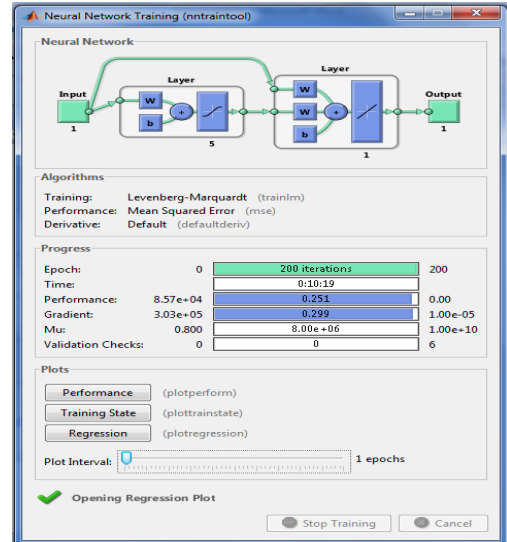 Neural Network Training (nntraintool)
Neural Network
Layer
Layer
Input
W
W
Output
W
b
+
+
b
1
5
1
1
Algorithms
Training: Levenberg-Marquardt (trainlm)
Performance: Mean Squared Error (mse)
Derivative: Default (defaultderiv)
Progress
Epoch: 0 200 iterations 200
Time: 0:10:19
Performance: 8.57e+04 0.251 0.00
Gradient: 3.03e+05 0.299 1.00e-05
Mu: 0.800 8.00e+06 1.00e+10
Validation Checks: 0 0 6
Plots
Performance (plotperform)
Training State (plottrainstate)
Regression (plotregression)
Plot Interval: 1 epochs
Opening Regression Plot
Stop Training Cancel